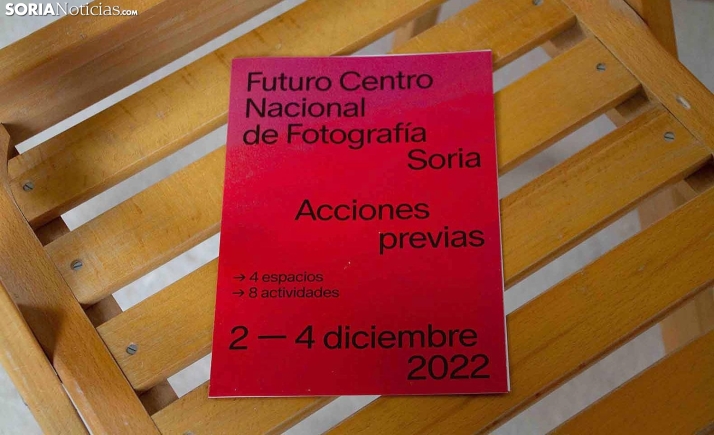 SORIANoticias.com
Futuro Centro
Nacional
de Fotografía
Soria
Acciones
previas
→ 4 espacios
→ 8 actividades
2 — 4 diciembre
2022